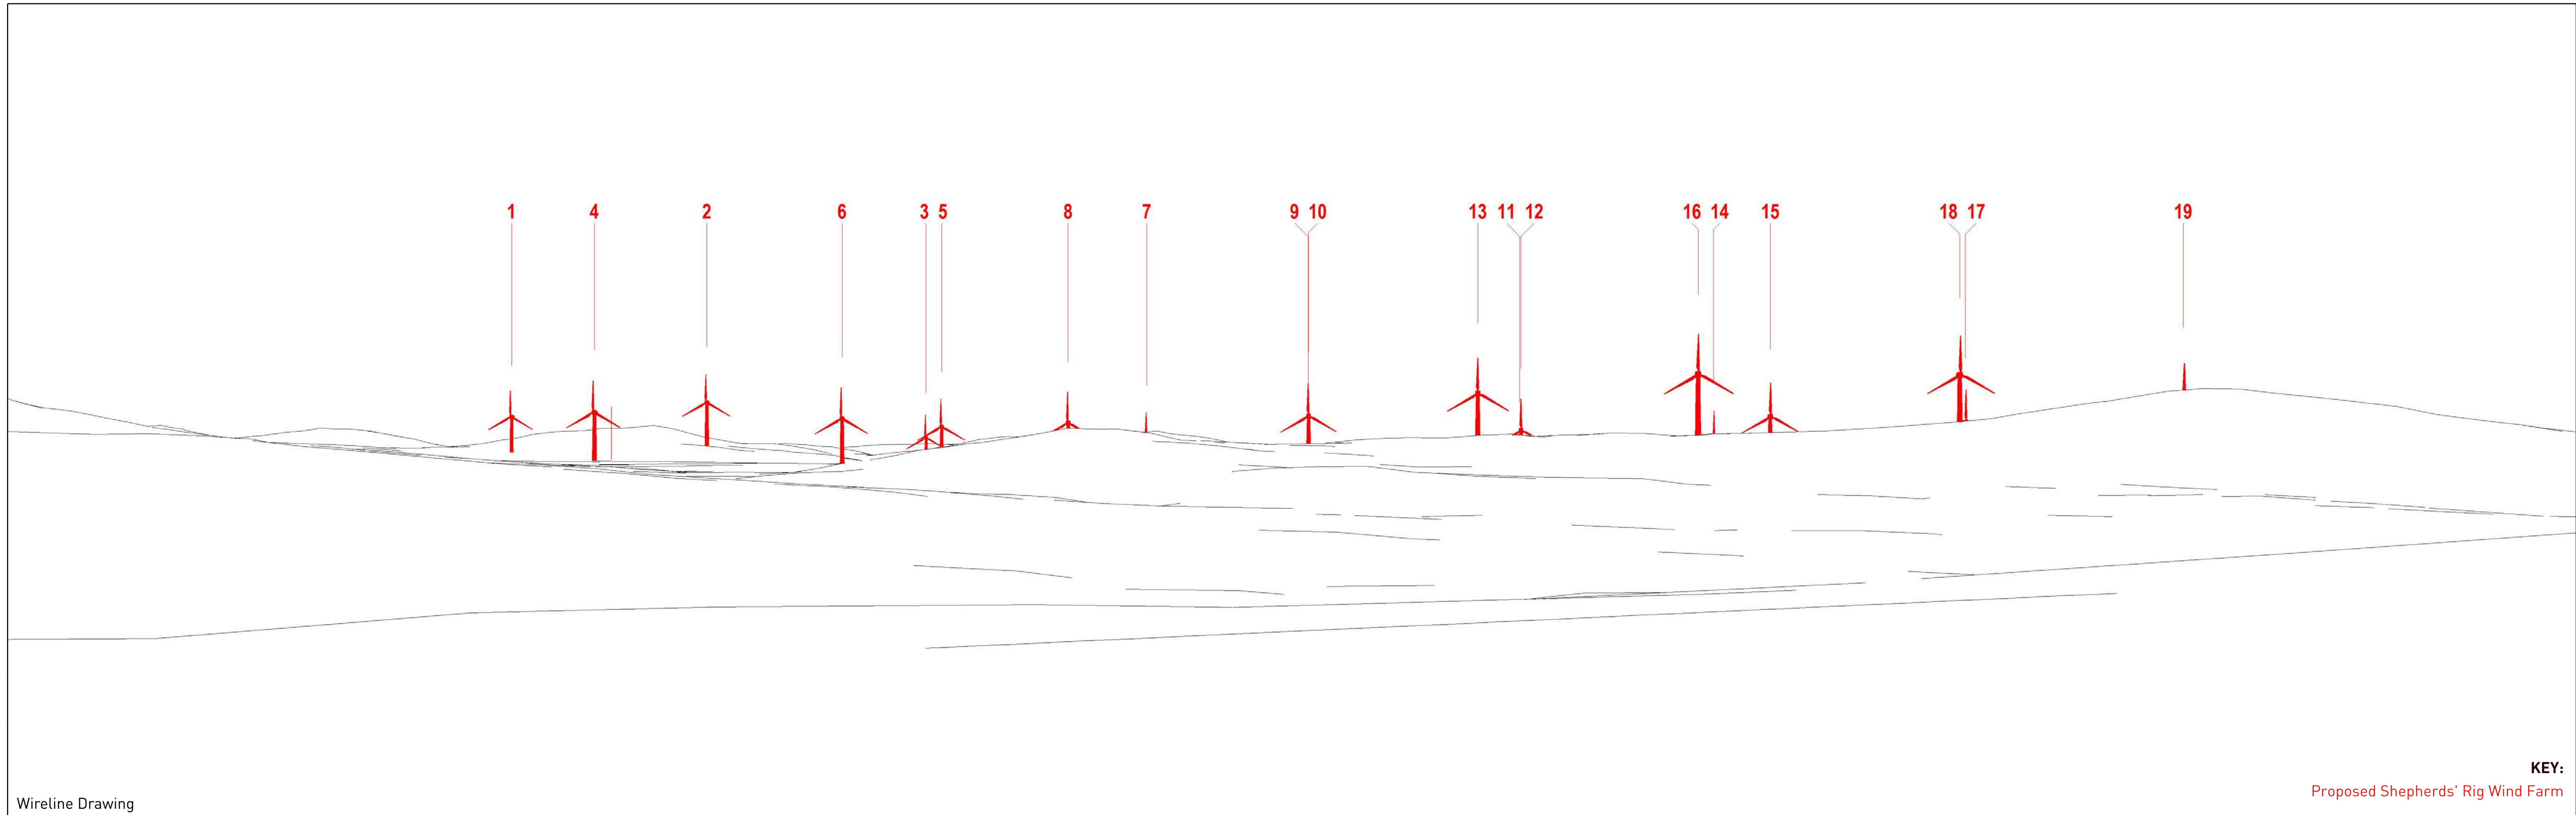 1 4 2 6 3 5 8 7 9 10 13 11 12 16 14 15 18 17 19
KEY:
Proposed Shepherds' Rig Wind Farm
Wireline Drawing